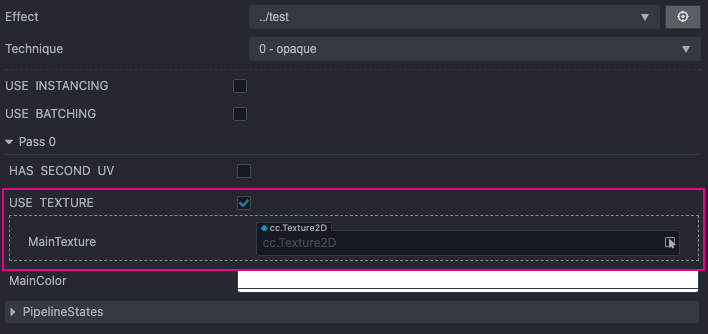 Effect
../test
Technique
0 - opaque
USE INSTANCING
USE BATCHING
Pass 0
HAS SECOND UV
USE TEXTURE
cc.Texture2D
MainTexture
cc.Texture2D
MainColor
PipelineStates